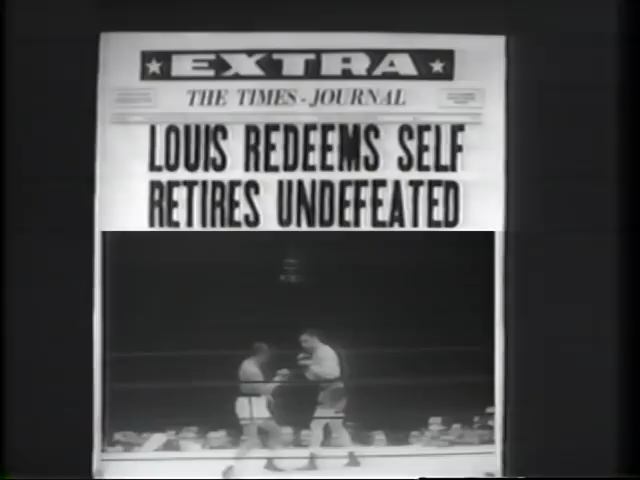 EXTRA
THE TIMES-JOURNAL
LOUIS REDEEMS SELF
RETIRES UNDEFEATED